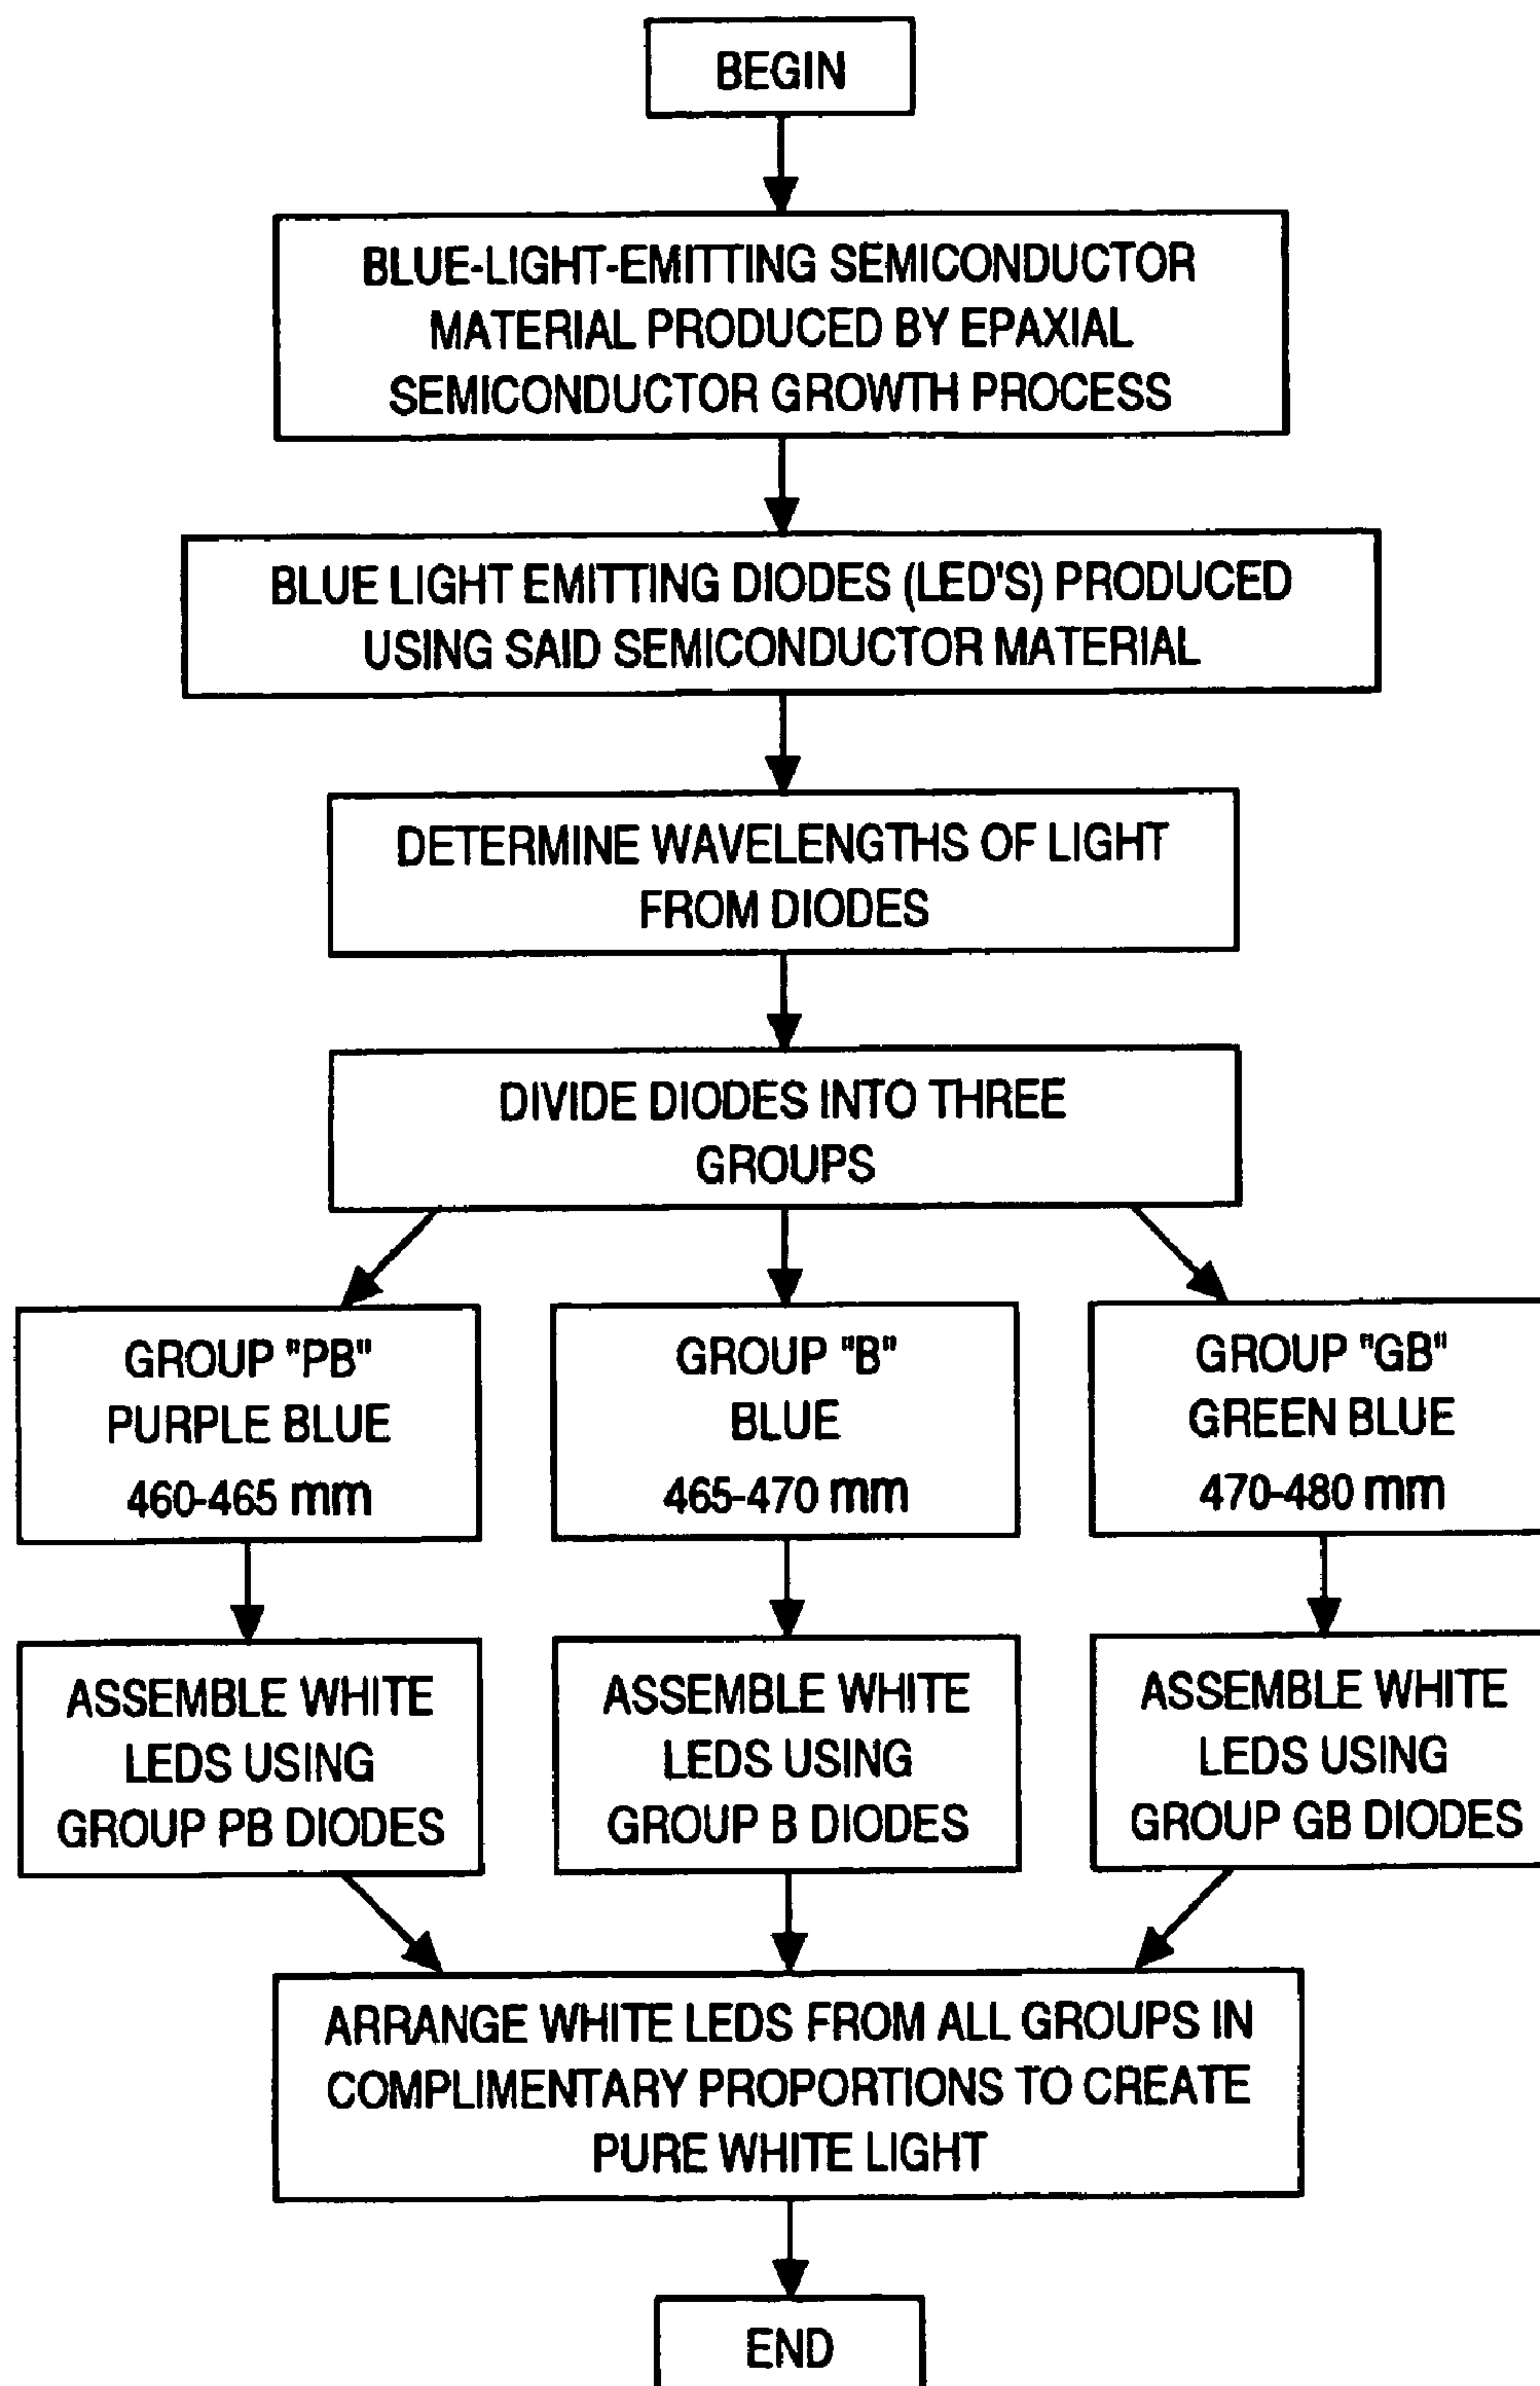 BEGIN
BLUE-LIGHT-EMITTING SEMICONDUCTOR
MATERIAL PRODUCED BY EPAXIAL
SEMICONDUCTOR GROWTH PROCESS
BLUE LIGHT EMITTING DIODES (LED'S) PRODUCED
USING SAID SEMICONDUCTOR MATERIAL
DETERMINE WAVELENGTHS OF LIGHT
FROM DIODES
DIVIDE DIODES INTO THREE
GROUPS
GROUP "PB"
PURPLE BLUE
460-465 mm
GROUP "B"
BLUE
465-470 mm
GROUP "GB"
GREEN BLUE
470-480 mm
ASSEMBLE WHITE
LEDS USING
GROUP PB DIODES
ASSEMBLE WHITE
LEDS USING
GROUP B DIODES
ASSEMBLE WHITE
LEDS USING
GROUP GB DIODES
ARRANGE WHITE LEDS FROM ALL GROUPS IN
COMPLIMENTARY PROPORTIONS TO CREATE
PURE WHITE LIGHT
END